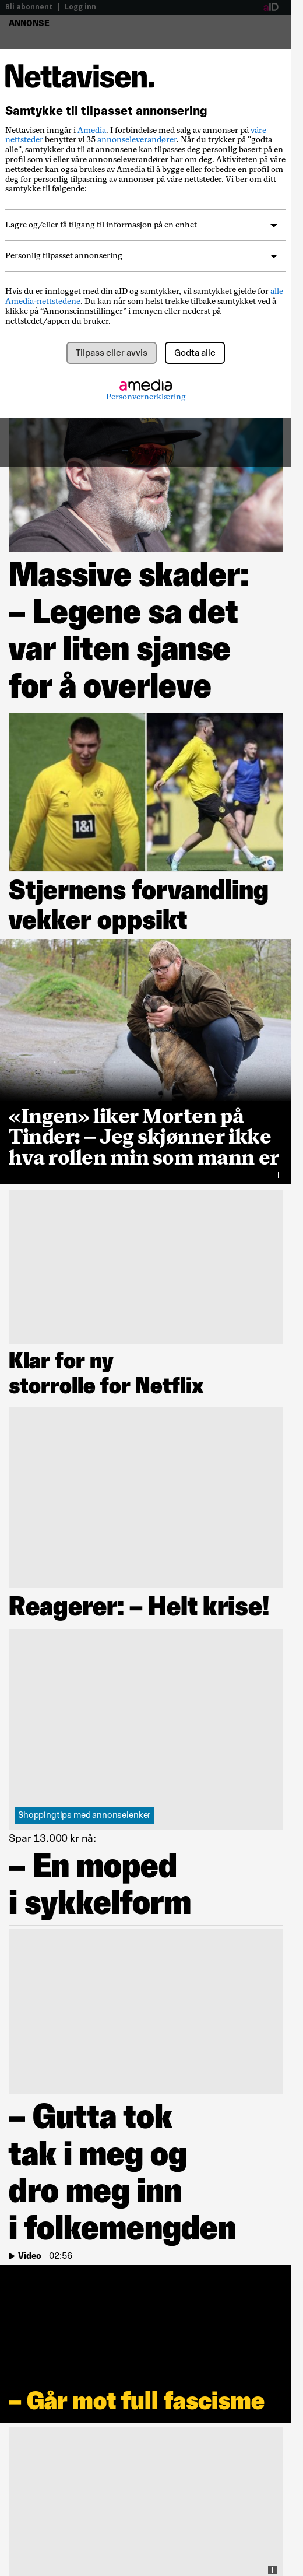 Bli abonnent | Logg inn
aID
ANNONSE
Nettavisen.
Samtykke til tilpasset annonsering
Nettavisen inngår i Amedia. I forbindelse med salg av annonser på våre
nettsteder benytter vi 35 annonseleverandører. Når du trykker på "godta
alle", samtykker du til at annonsene kan tilpasses deg personlig basert på en
profil som vi eller våre annonseleverandører har om deg. Aktiviteten på våre
nettsteder kan også brukes av Amedia til å bygge eller forbedre en profil om
deg for personlig tilpasning av annonser på våre nettsteder. Vi ber om ditt
samtykke til følgende:
Lagre og/eller få tilgang til informasjon på en enhet
Personlig tilpasset annonsering
Hvis du er innlogget med din aID og samtykker, vil samtykket gjelde for alle
Amedia-nettstedene. Du kan når som helst trekke tilbake samtykket ved å
klikke på “Annonseinnstillinger” i menyen eller nederst på
nettstedet/appen du bruker.
Tilpass eller avvis
Godta alle
amedia
Personvernerklæring
Massive skader:
– Legene sa det
var liten sjanse
for å overleve
1&1
Stjernens forvandling
vekker oppsikt
«Ingen» liker Morten på
Tinder: – Jeg skjønner ikke
hva rollen min som mann er
Klar for ny
storrolle for Netflix
Reagerer: – Helt krise!
Shoppingtips med annonselenker
Spar 13.000 kr nå:
– En moped
i sykkelform
– Gutta tok
tak i meg og
dro meg inn
i folkemengden
Video | 02:56
– Går mot full fascisme